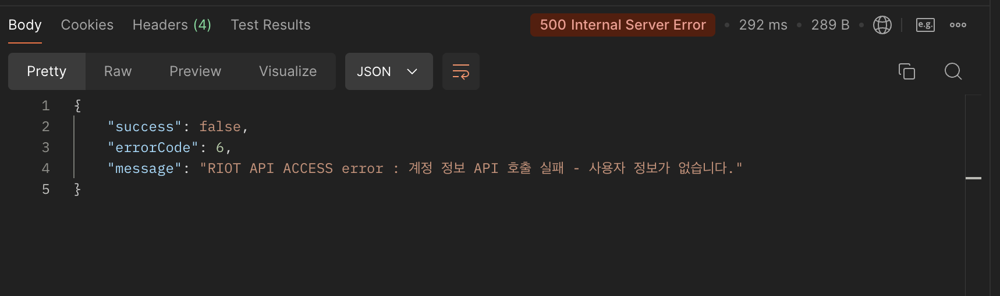 Body Cookies Headers (4) Test Results 500 Internal Server Error • 292 ms • 289 B • e.g.
Pretty Raw Preview Visualize JSON
1 {
2 "success": false,
3 "errorCode": 6,
4 "message": "RIOT API ACCESS error : 계정 정보 API 호출 실패 - 사용자 정보가 없습니다."
5 }